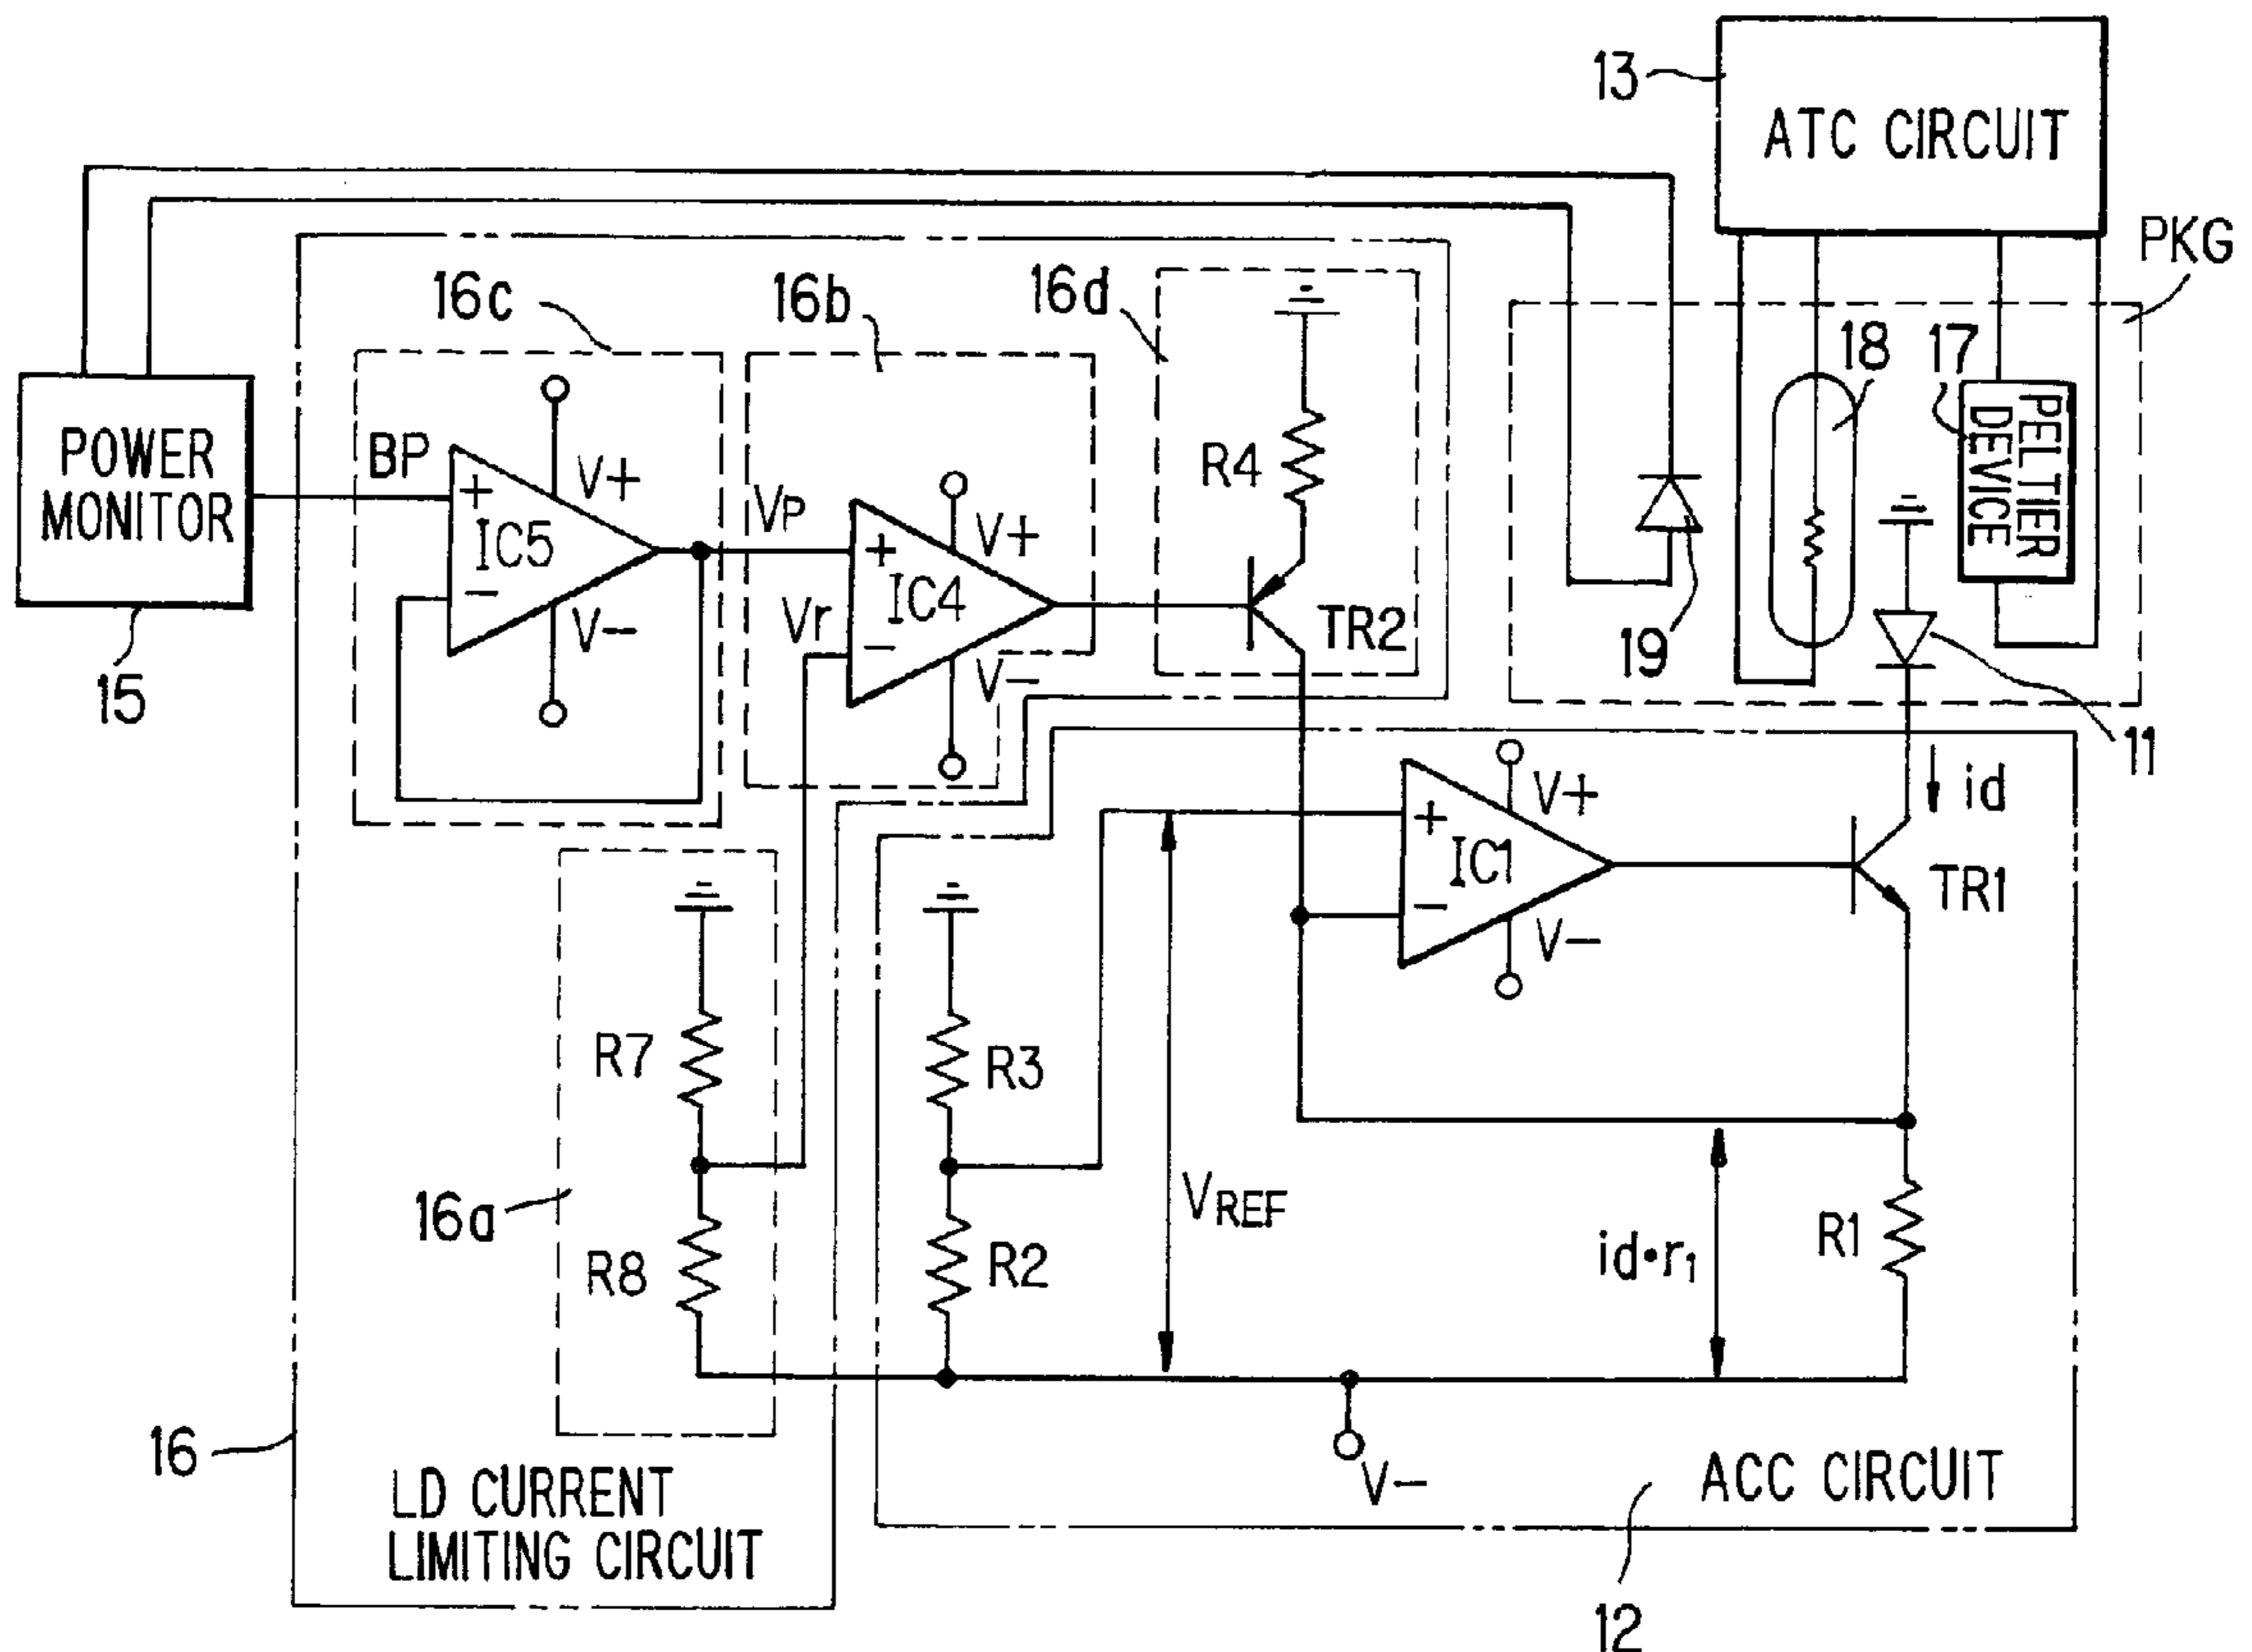 13
ATC CIRCUIT
PKG
16c
16b
16d
18
17
PELTIER
DEVICE
POWER
MONITOR
BP
+
IC5
−
V+
V−
VP
Vr
+
IC4
−
V+
V−
R4
TR2
19
15
11
id
+
IC1
−
V+
V−
TR1
R7
R3
16a
R8
R2
VREF
id•r1
R1
16
V−
ACC CIRCUIT
LD CURRENT
LIMITING CIRCUIT
12